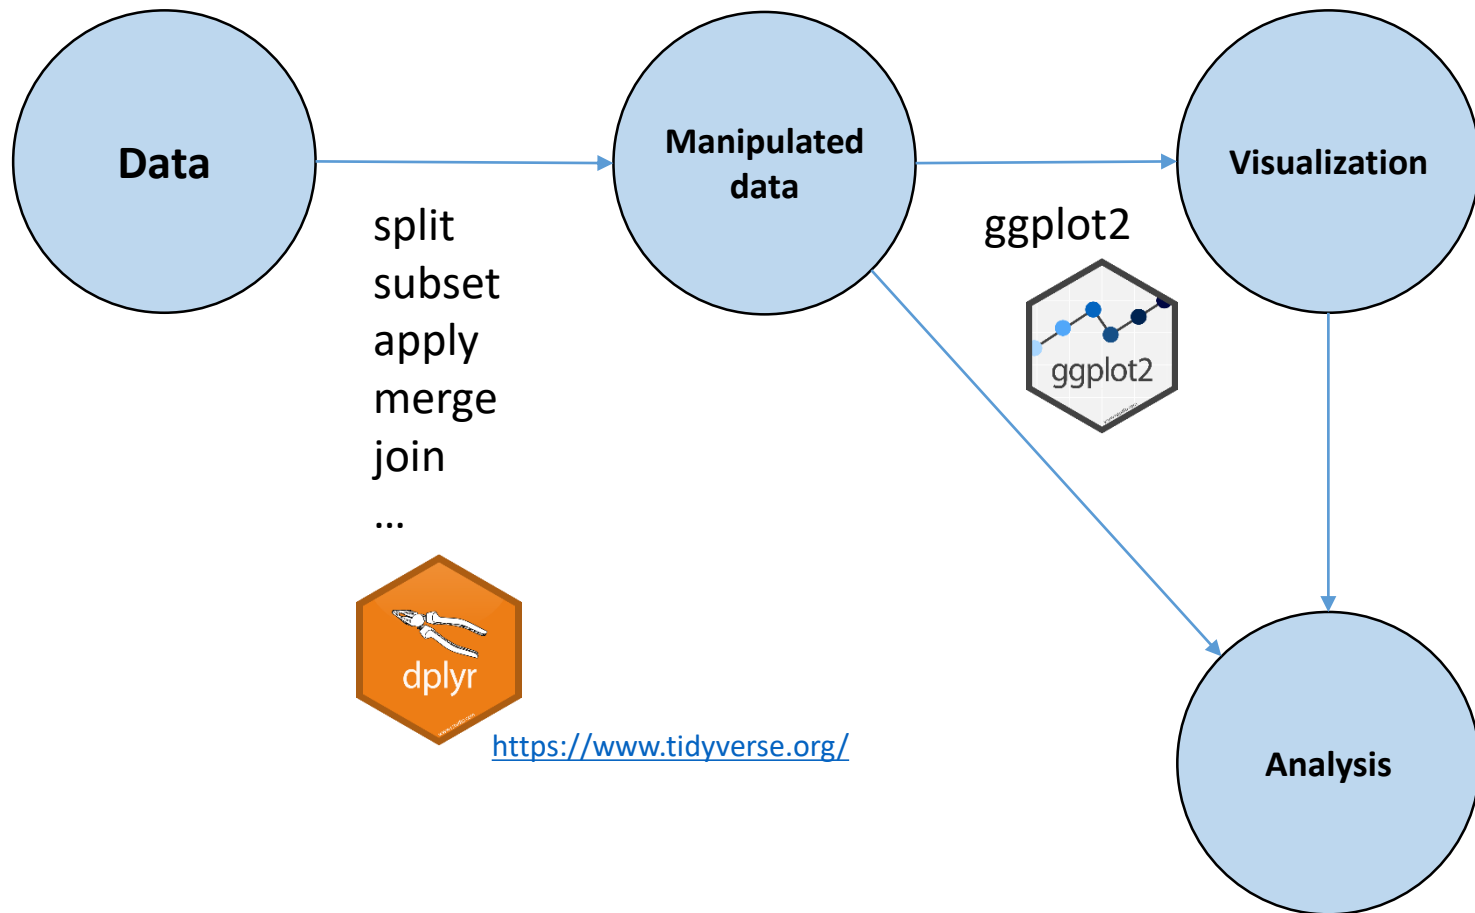 Data
Manipulated
data
Visualization
split
subset
apply
merge
join
...
ggplot2
ggplot2
dplyr
https://www.tidyverse.org/
Analysis